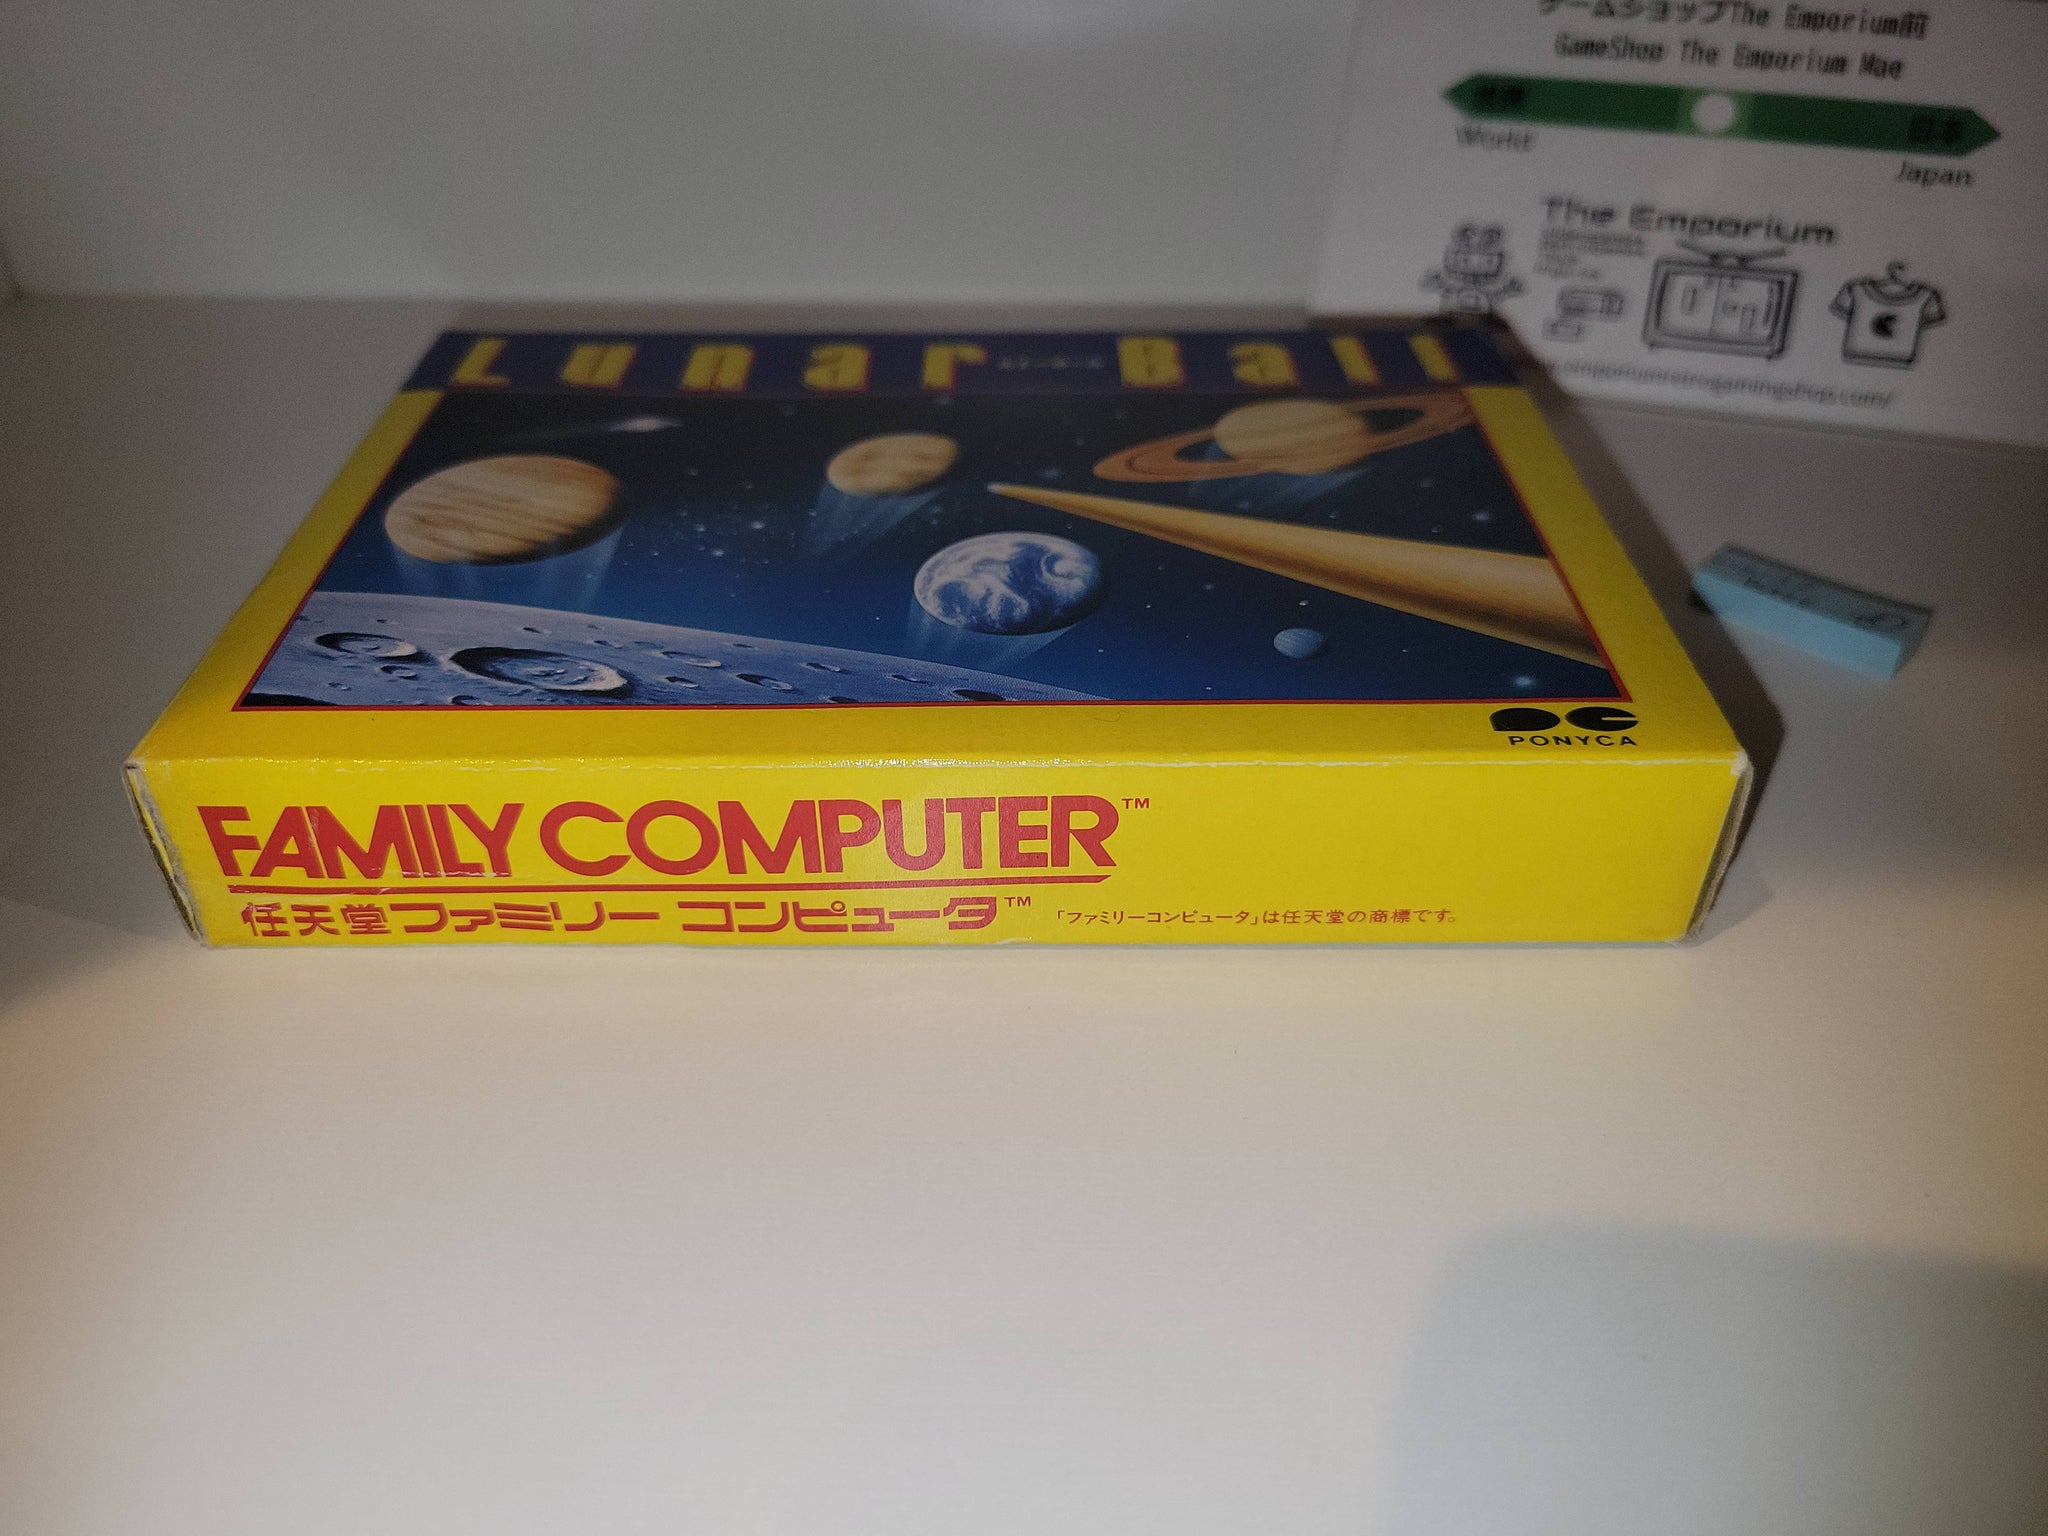 ゲームショップThe Emporium前
GameShop The Emporium Mae
World
日本
Japan
The Emporium
Lunar Ball
PONYCA
FAMILY COMPUTER™
任天堂ファミリー コンピュータ™
「ファミリーコンピュータ」は任天堂の商標です。